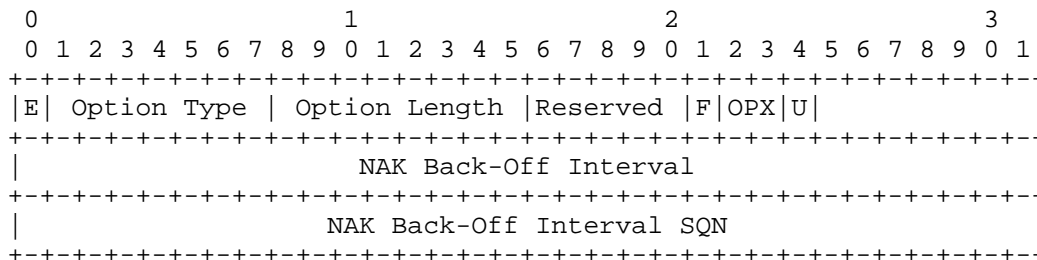 0                   1                   2                   3
 0 1 2 3 4 5 6 7 8 9 0 1 2 3 4 5 6 7 8 9 0 1 2 3 4 5 6 7 8 9 0 1
+-+-+-+-+-+-+-+-+-+-+-+-+-+-+-+-+-+-+-+-+-+-+-+-+-+-+-+-+-+-+-+-
|E| Option Type | Option Length |Reserved |F|OPX|U|
+-+-+-+-+-+-+-+-+-+-+-+-+-+-+-+-+-+-+-+-+-+-+-+-+-+-+-+-+-+-+-+-
|                     NAK Back-Off Interval
+-+-+-+-+-+-+-+-+-+-+-+-+-+-+-+-+-+-+-+-+-+-+-+-+-+-+-+-+-+-+-+-
|                   NAK Back-Off Interval SQN
+-+-+-+-+-+-+-+-+-+-+-+-+-+-+-+-+-+-+-+-+-+-+-+-+-+-+-+-+-+-+-+-